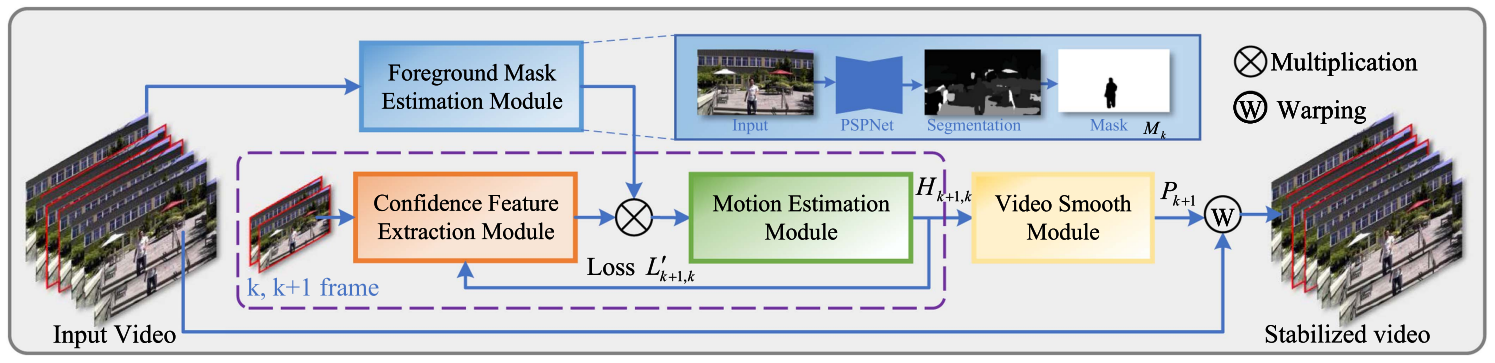 Foreground Mask
Estimation Module
Input
PSPNet
Segmentation
Mask
M_k
Multiplication
W Warping
Confidence Feature
Extraction Module
Motion Estimation
Module
H_{k+1,k}
Video Smooth
Module
P_{k+1}
W
k, k+1 frame
Loss L'_{k+1,k}
Input Video
Stabilized video